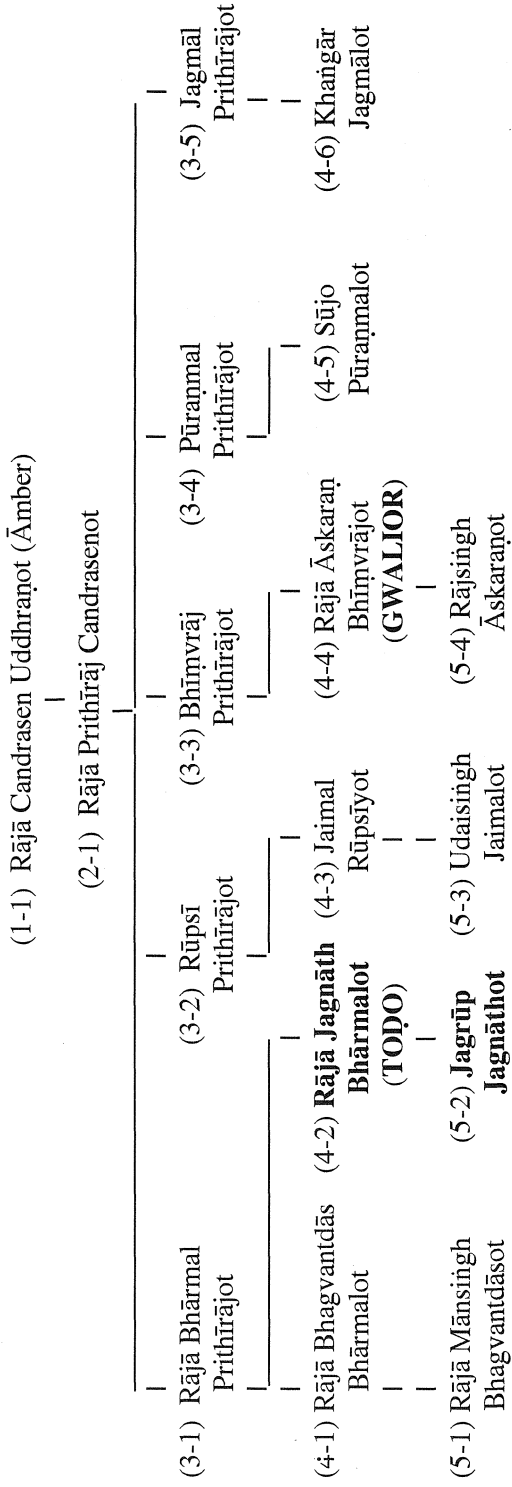 (1-1) Rājā Candrasen Uddhraṇot (Āmber)
(2-1) Rājā Prithīrāj Candrasenot
(3-1) Rājā Bhārmal
Prithīrājot
(3-2) Rūpsī
Prithīrājot
(3-3) Bhīṃvrāj
Prithīrājot
(3-4) Pūraṇmal
Prithīrājot
(3-5) Jagmāl
Prithīrājot
(4-1) Rājā Bhagvantdās
Bhārmalot
(4-2) Rājā Jagnāth
Bhārmalot
(TOḌO)
(4-3) Jaimal
Rūpsīyot
(4-4) Rājā Āskaraṇ
Bhīṃvrājot
(GWALIOR)
(4-5) Sūjo
Pūraṇmalot
(4-6) Khaṅgār
Jagmālot
(5-1) Rājā Mānsiṅgh
Bhagvantdāsot
(5-2) Jagrūp
Jagnāthot
(5-3) Udaisiṅgh
Jaimalot
(5-4) Rājsiṅgh
Āskaraṇot